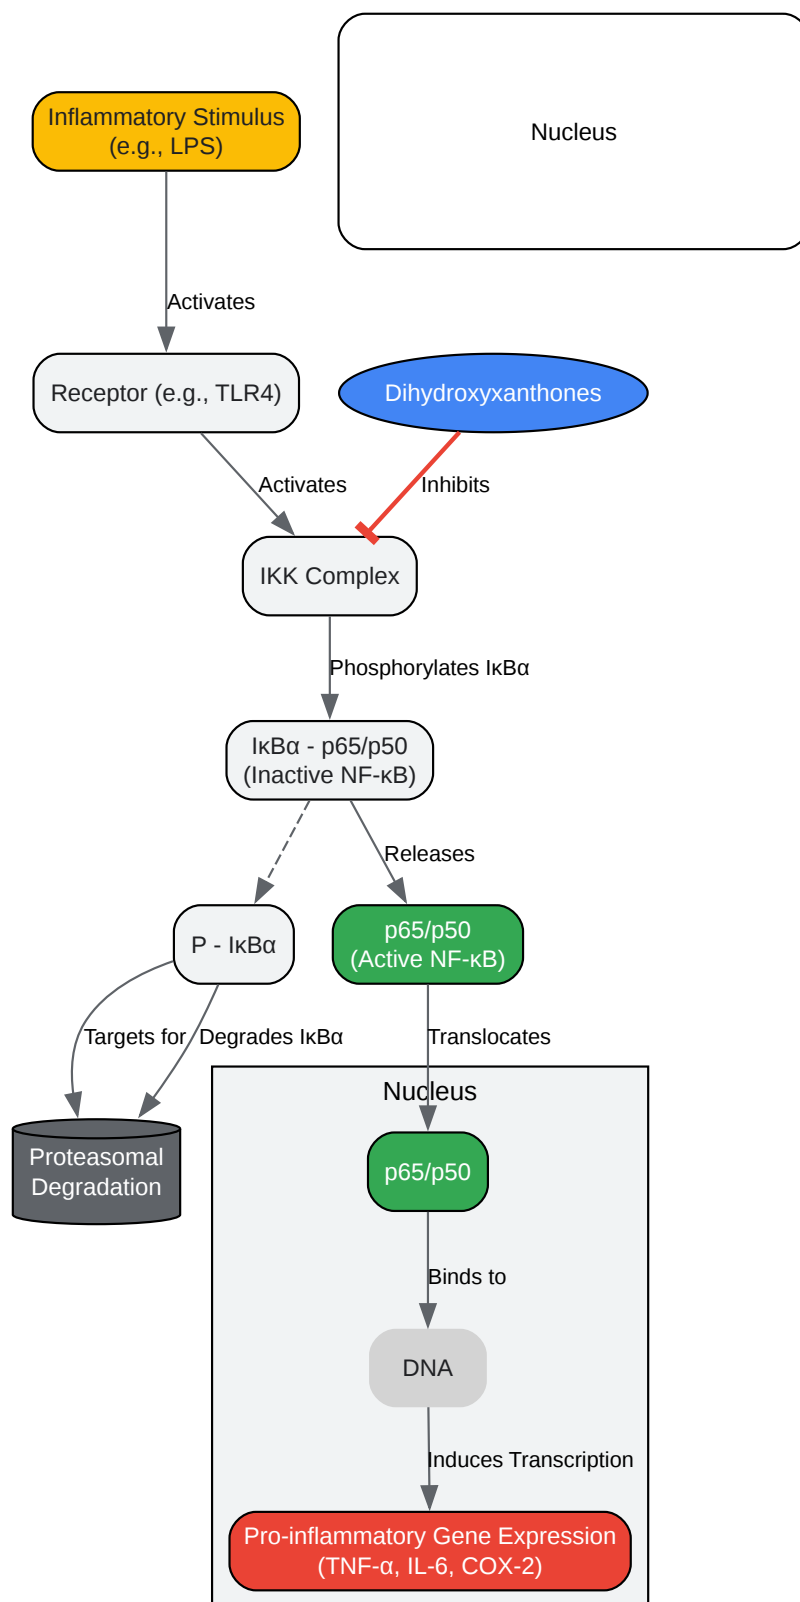 Nucleus
Inflammatory Stimulus
(e.g., LPS)
Activates
Receptor (e.g., TLR4)
Dihydroxyxanthones
Activates
Inhibits
IKK Complex
Phosphorylates IκBα
IκBα - p65/p50
(Inactive NF-κB)
Releases
P - IκBα
p65/p50
(Active NF-κB)
Targets for
Degrades IκBα
Translocates
Nucleus
Proteasomal
Degradation
p65/p50
Binds to
DNA
Induces Transcription
Pro-inflammatory Gene Expression
(TNF-α, IL-6, COX-2)